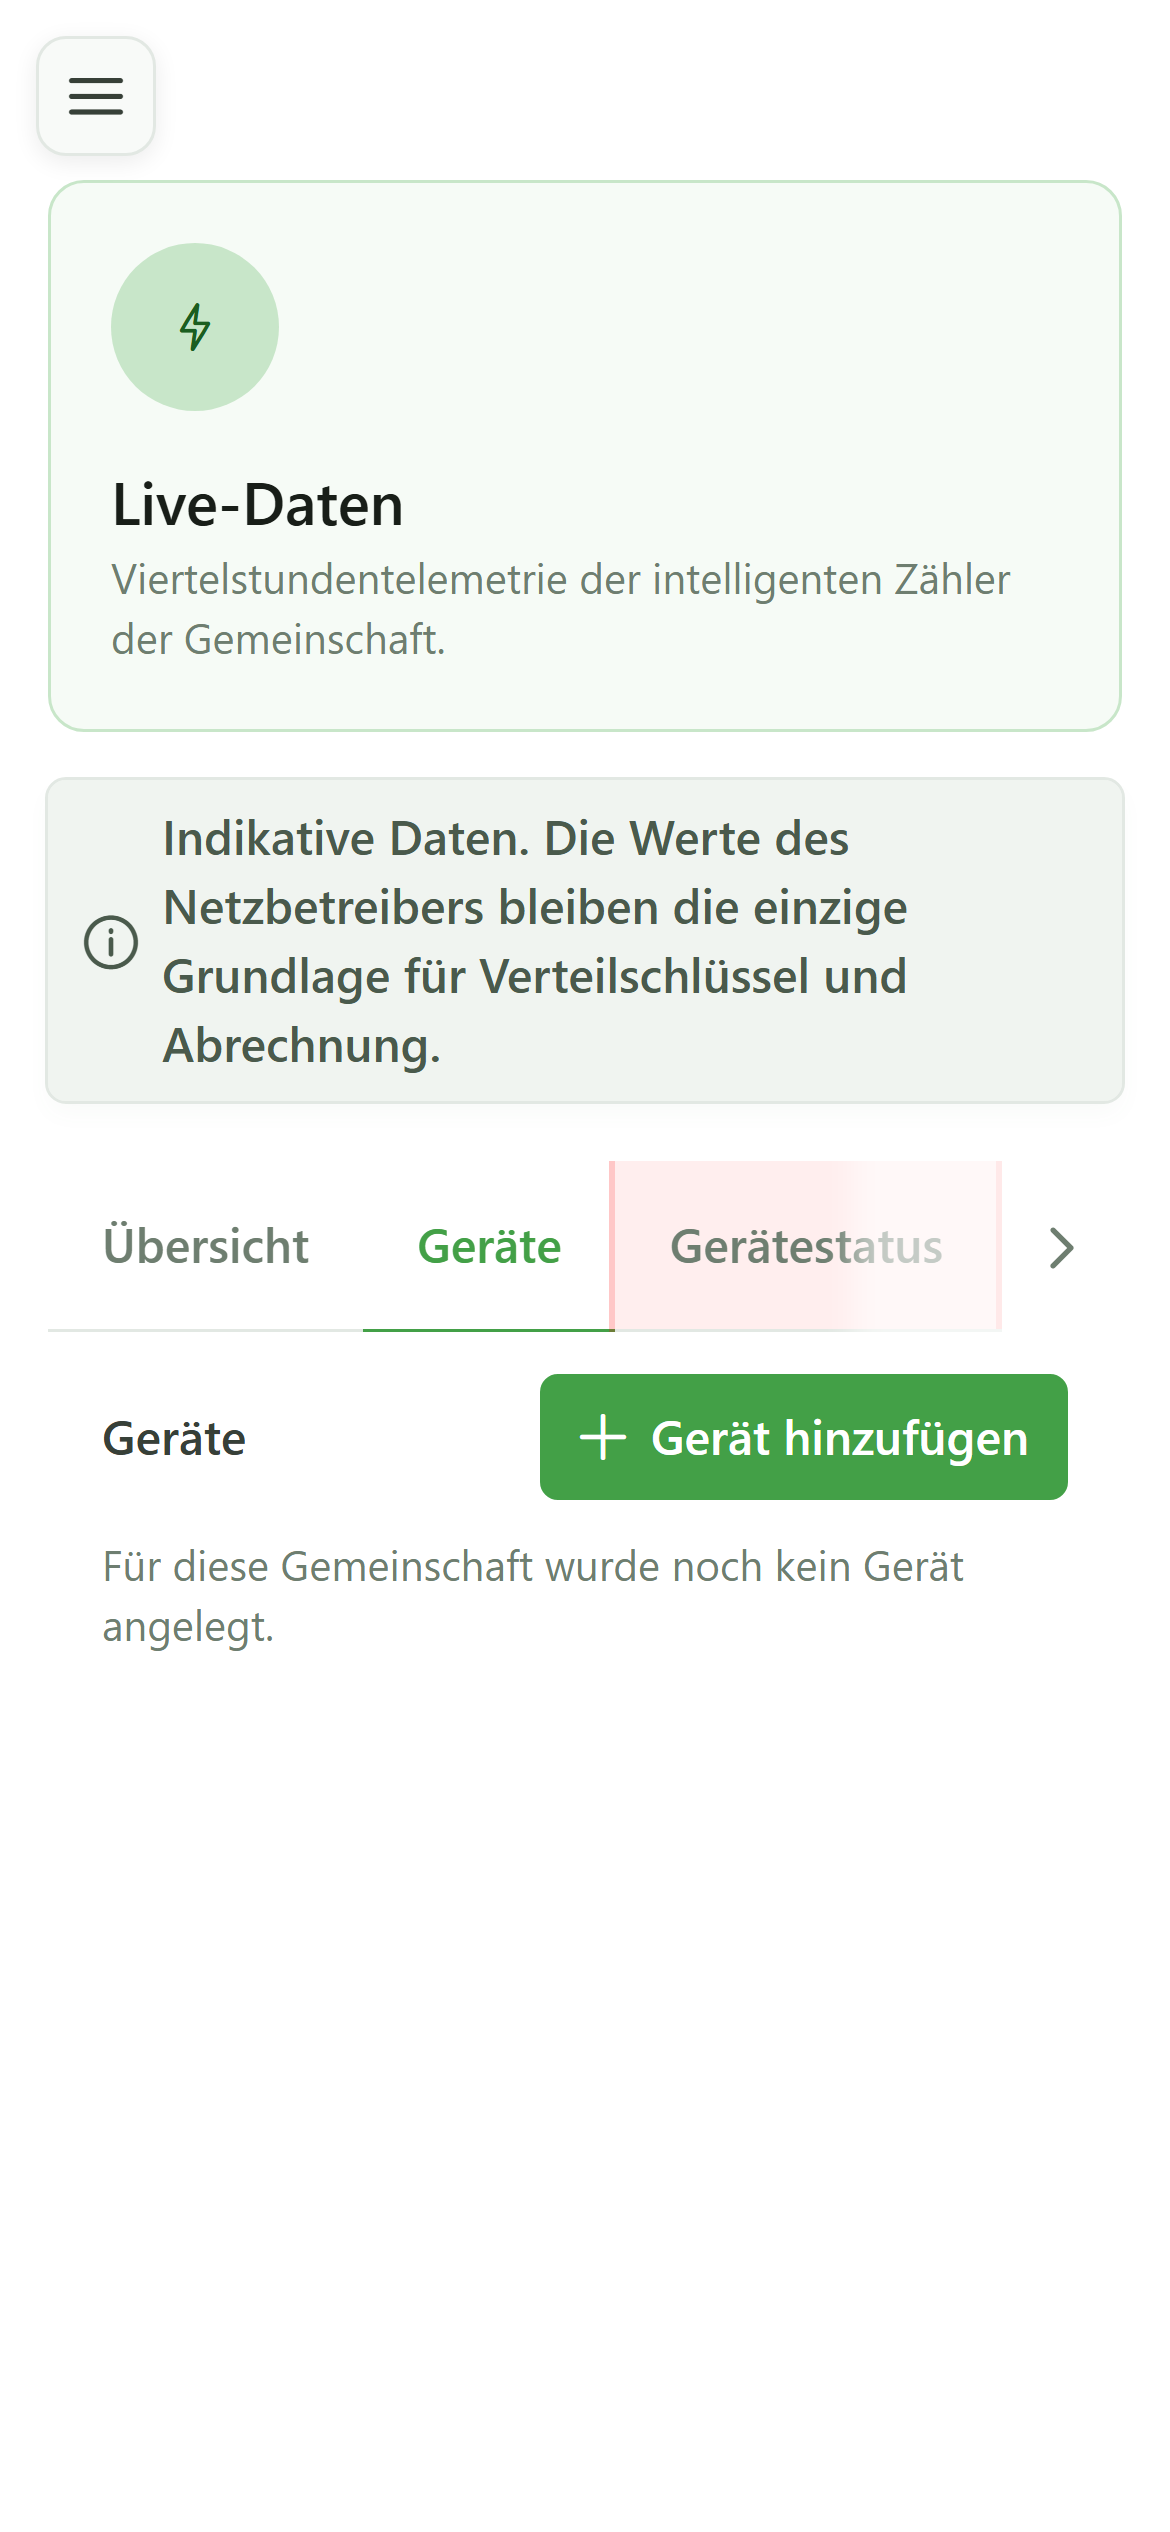 Live-Daten
Viertelstundentelemetrie der intelligenten Zähler
der Gemeinschaft.
Indikative Daten. Die Werte des
Netzbetreibers bleiben die einzige
Grundlage für Verteilschlüssel und
Abrechnung.
Übersicht Geräte Gerätestatus
Geräte Gerät hinzufügen
Für diese Gemeinschaft wurde noch kein Gerät
angelegt.